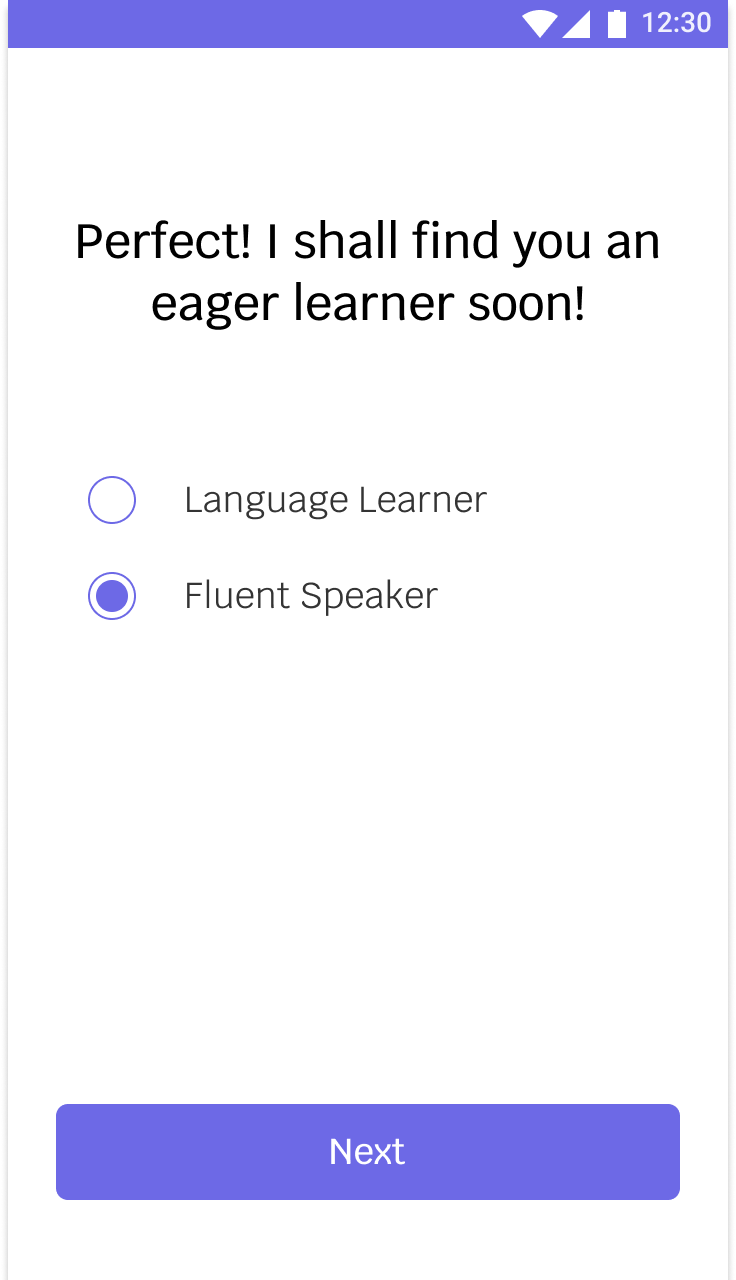 12:30
Perfect! I shall find you an
eager learner soon!
Language Learner
Fluent Speaker
Next